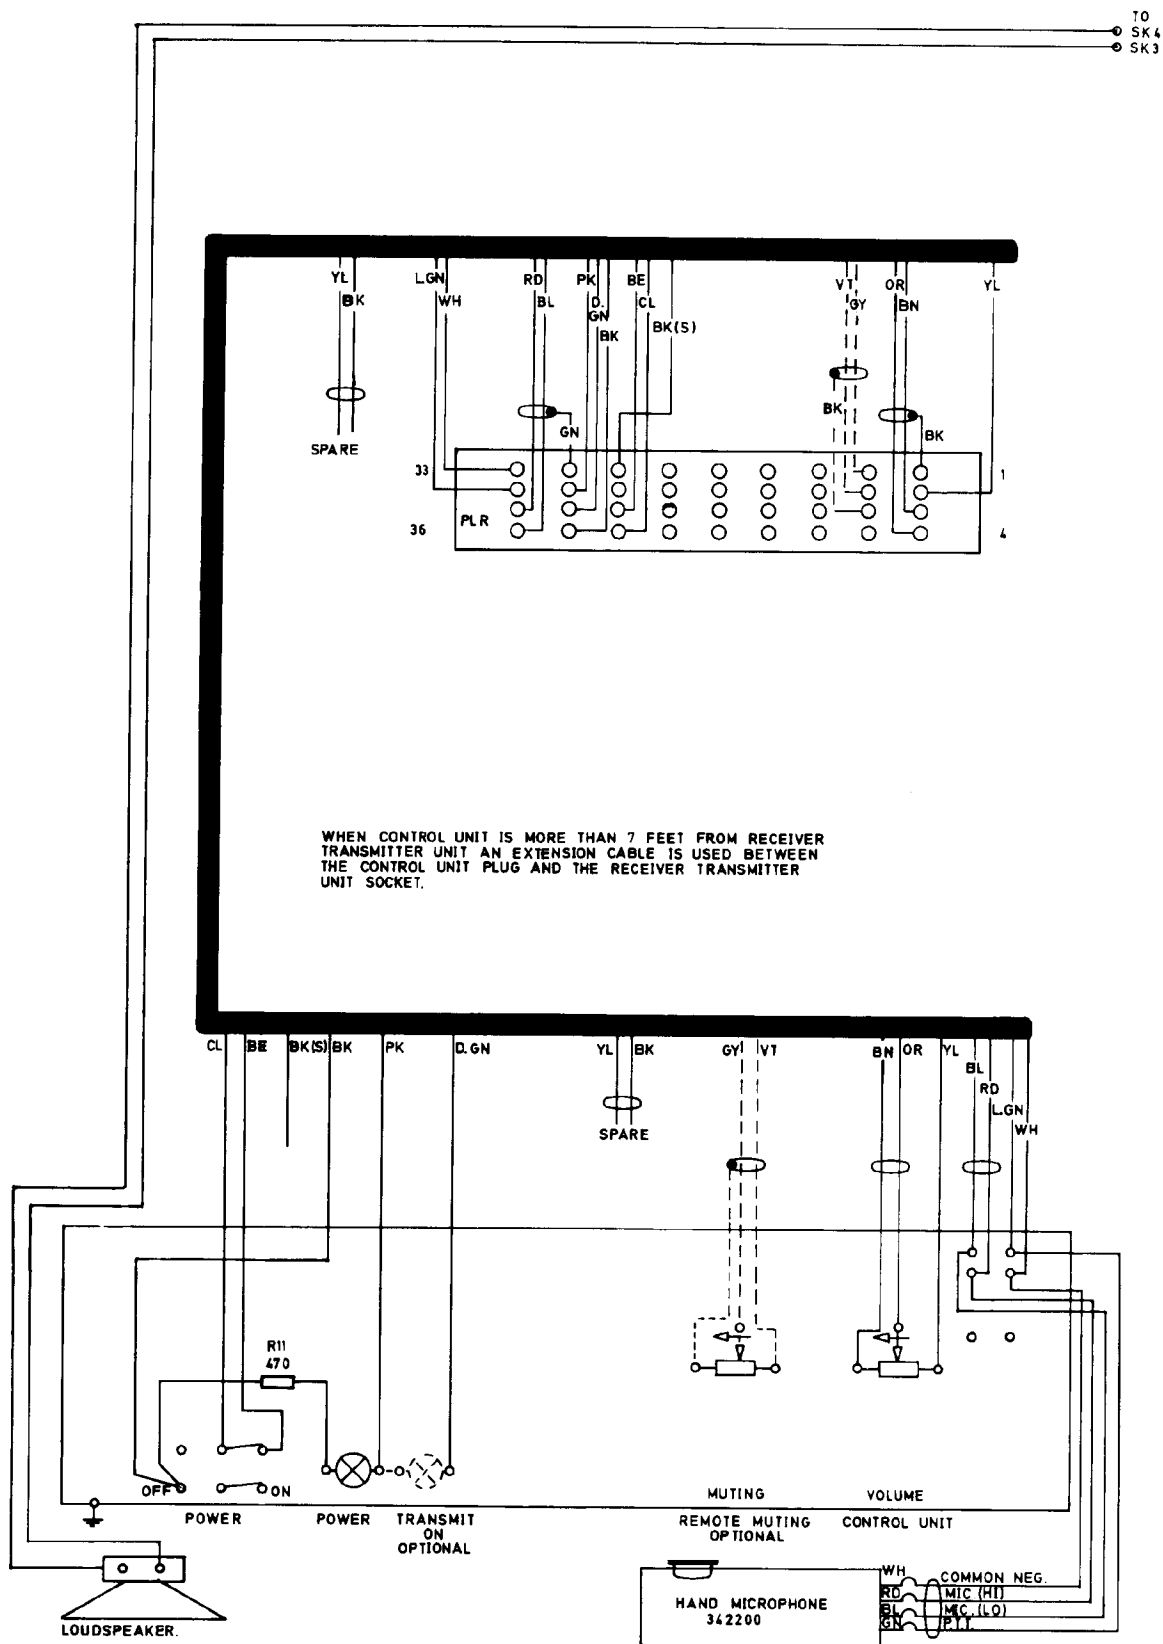 TO
SK4
SK3
YL
BK
L.GN
WH
RD
BL
PK
D.
GN
BK
BE
CL
BK(S)
VT
GY
OR
BN
YL
SPARE
GN
BK
BK
33
1
PLR
36
4
WHEN CONTROL UNIT IS MORE THAN 7 FEET FROM RECEIVER
TRANSMITTER UNIT AN EXTENSION CABLE IS USED BETWEEN
THE CONTROL UNIT PLUG AND THE RECEIVER TRANSMITTER
UNIT SOCKET.
CL
BE
BK(S)
BK
PK
D.GN
YL
BK
GY
VT
BN
OR
YL
BL
RD
L.GN
WH
SPARE
R11
470
OFF
ON
POWER
POWER
TRANSMIT
ON
OPTIONAL
MUTING
VOLUME
REMOTE MUTING
OPTIONAL
CONTROL UNIT
LOUDSPEAKER.
HAND MICROPHONE
342200
WH
COMMON NEG.
RD
MIC (HI)
BL
MIC. (LO)
GN
P.T.T.